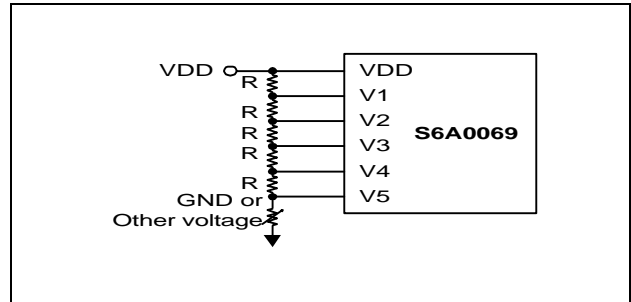 VDD VDD
R
V1
R
V2
R
S6A0069
V3
R
V4
R
GND or V5
Other voltage